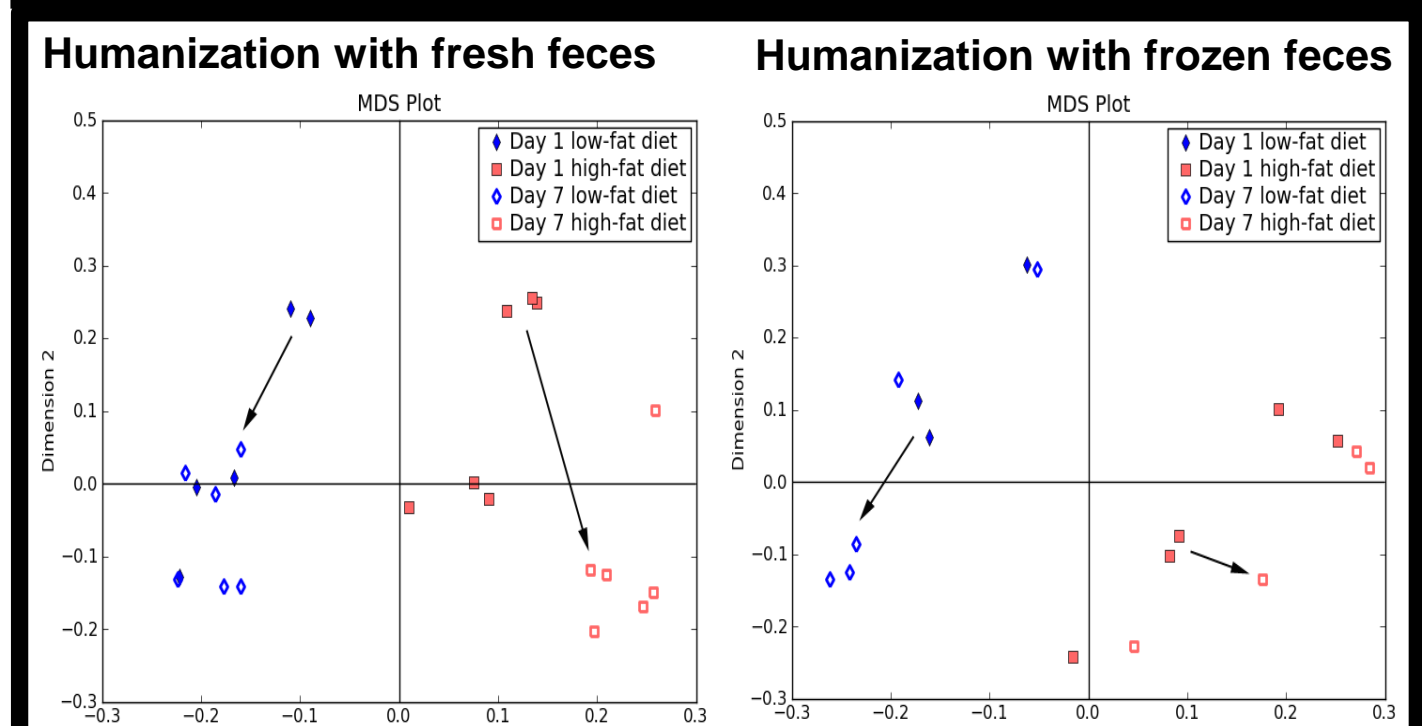 Humanization with fresh feces
MDS Plot
Day 1 low-fat diet
Day 1 high-fat diet
Day 7 low-fat diet
Day 7 high-fat diet
0.5
0.4
0.3
0.2
0.1
0.0
−0.1
−0.2
−0.3
Dimension 2
−0.3 −0.2 −0.1 0.0 0.1 0.2 0.3
Humanization with frozen feces
MDS Plot
Day 1 low-fat diet
Day 1 high-fat diet
Day 7 low-fat diet
Day 7 high-fat diet
0.5
0.4
0.3
0.2
0.1
0.0
−0.1
−0.2
−0.3
Dimension 2
−0.3 −0.2 −0.1 0.0 0.1 0.2 0.3